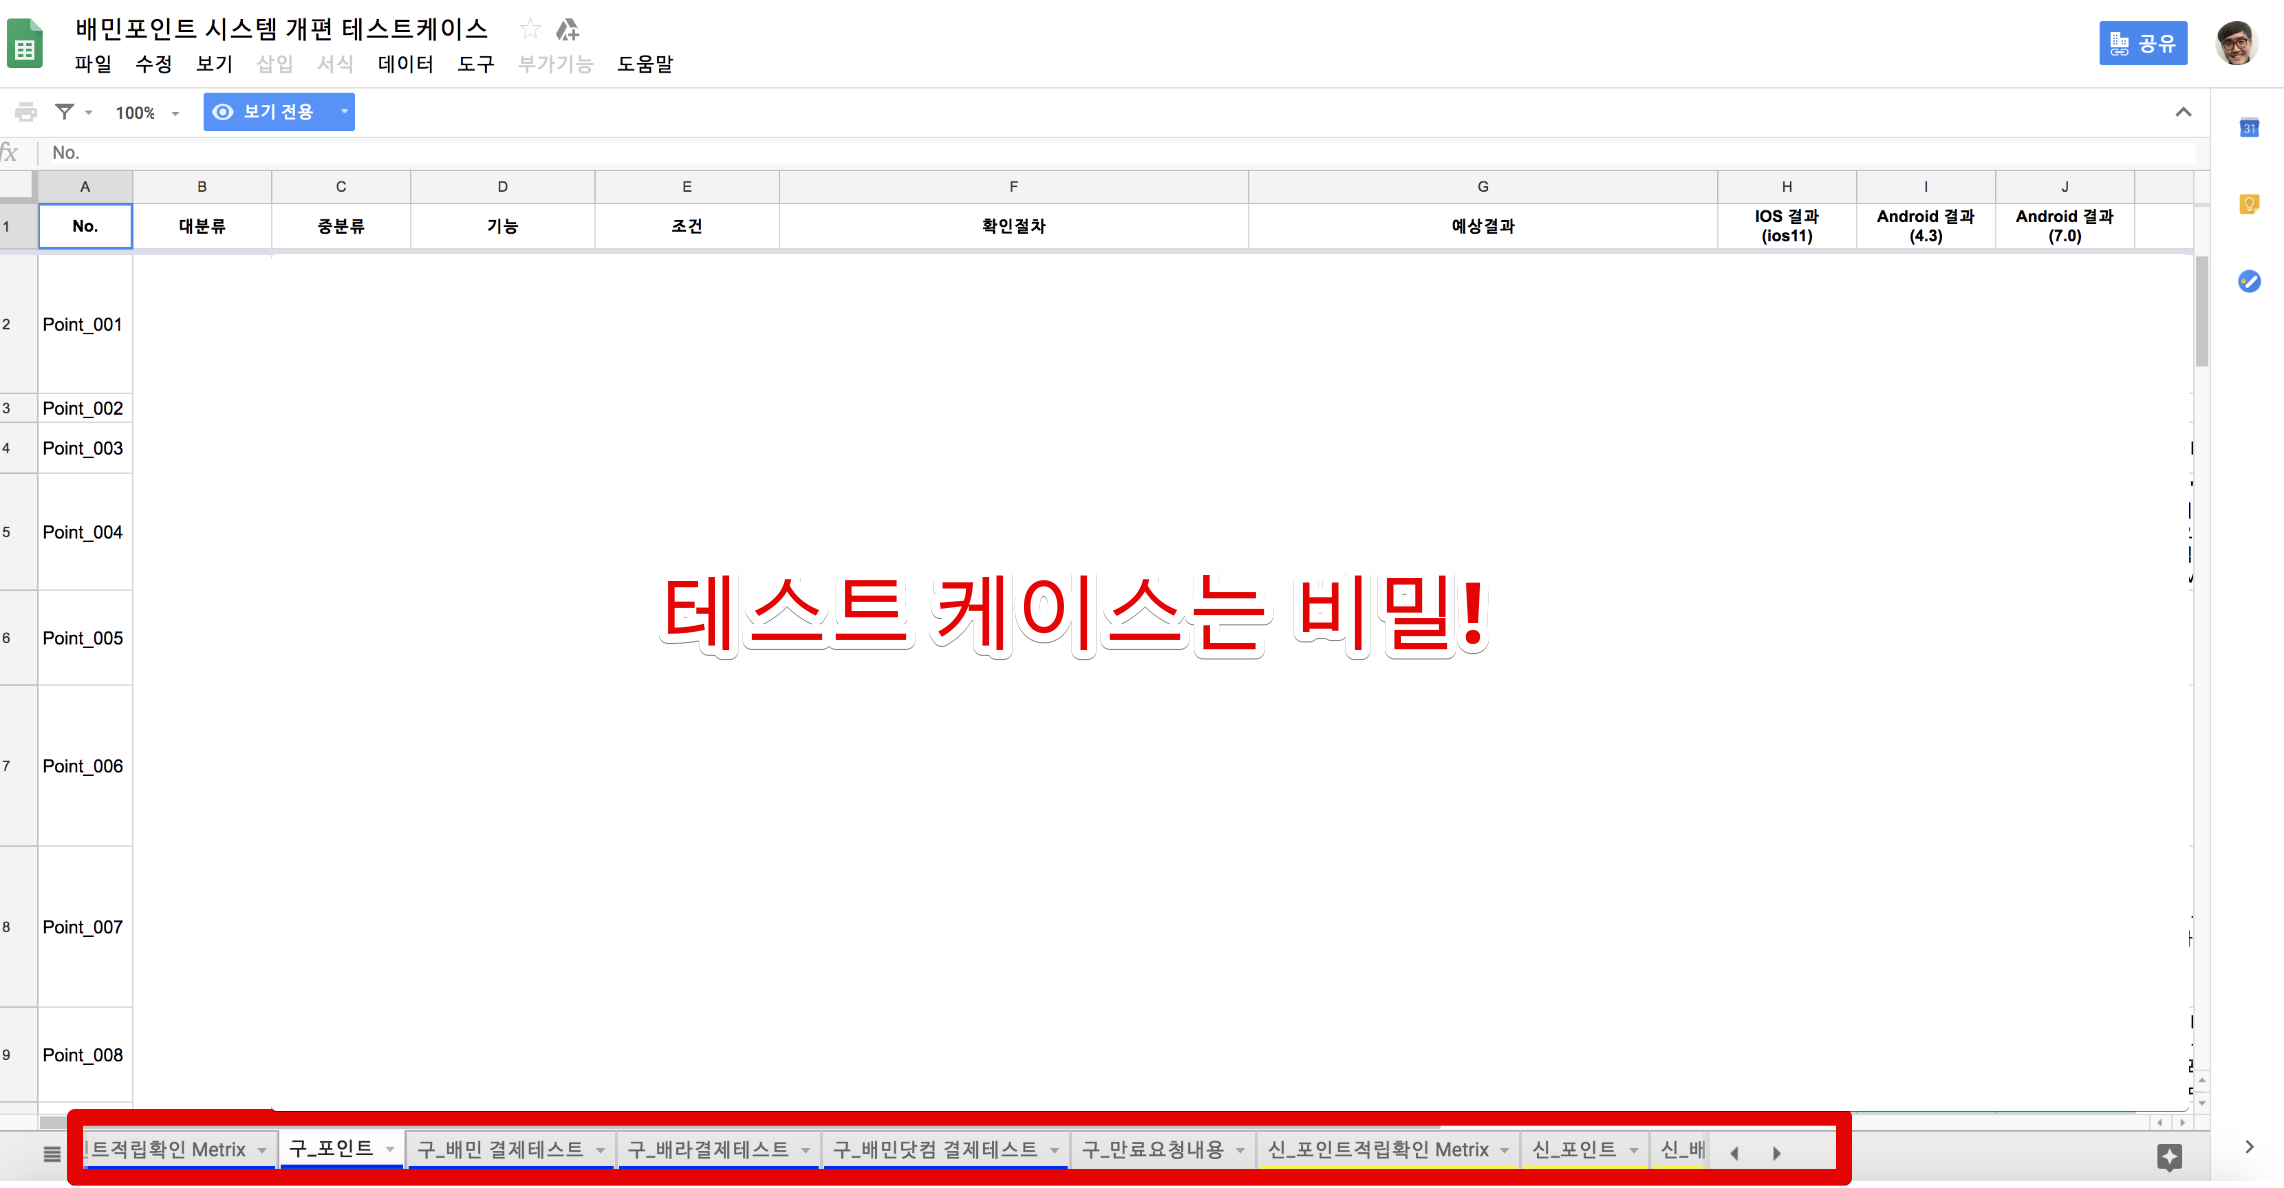 배민포인트 시스템 개편 테스트케이스
파일 수정 보기 삽입 서식 데이터 도구 부가기능 도움말
공유
100% 보기 전용
31
fx No.
A B C D E F G H I J
1 No. 대분류 중분류 기능 조건 확인절차 예상결과 IOS 결과 (ios11) Android 결과 (4.3) Android 결과 (7.0)
2 Point_001
3 Point_002
4 Point_003
5 Point_004
테스트 케이스는 비밀!
6 Point_005
7 Point_006
8 Point_007
9 Point_008
트적립확인 Metrix 구_포인트 구_배민 결제테스트 구_배라결제테스트 구_배민닷컴 결제테스트 구_만료요청내용 신_포인트적립확인 Metrix 신_포인트 신_배